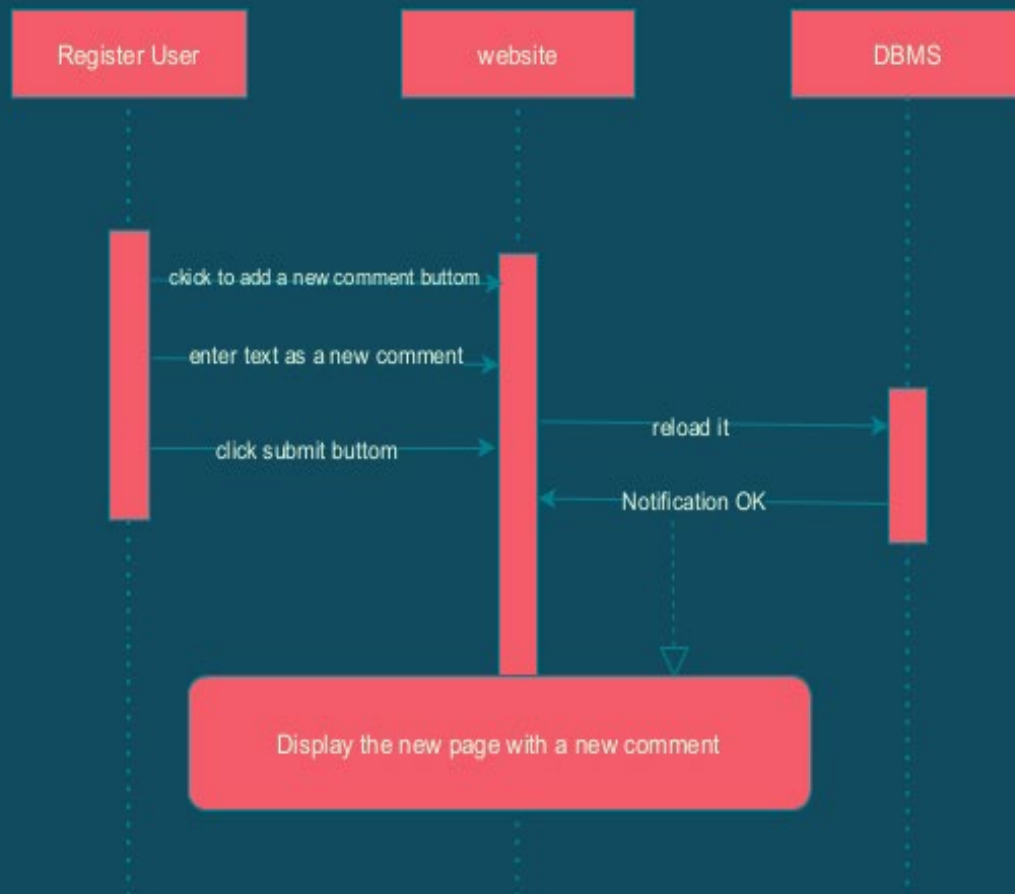 Register User
website
DBMS
ckick to add a new comment buttom
enter text as a new comment
reload it
click submit buttom
Notification OK
Display the new page with a new comment